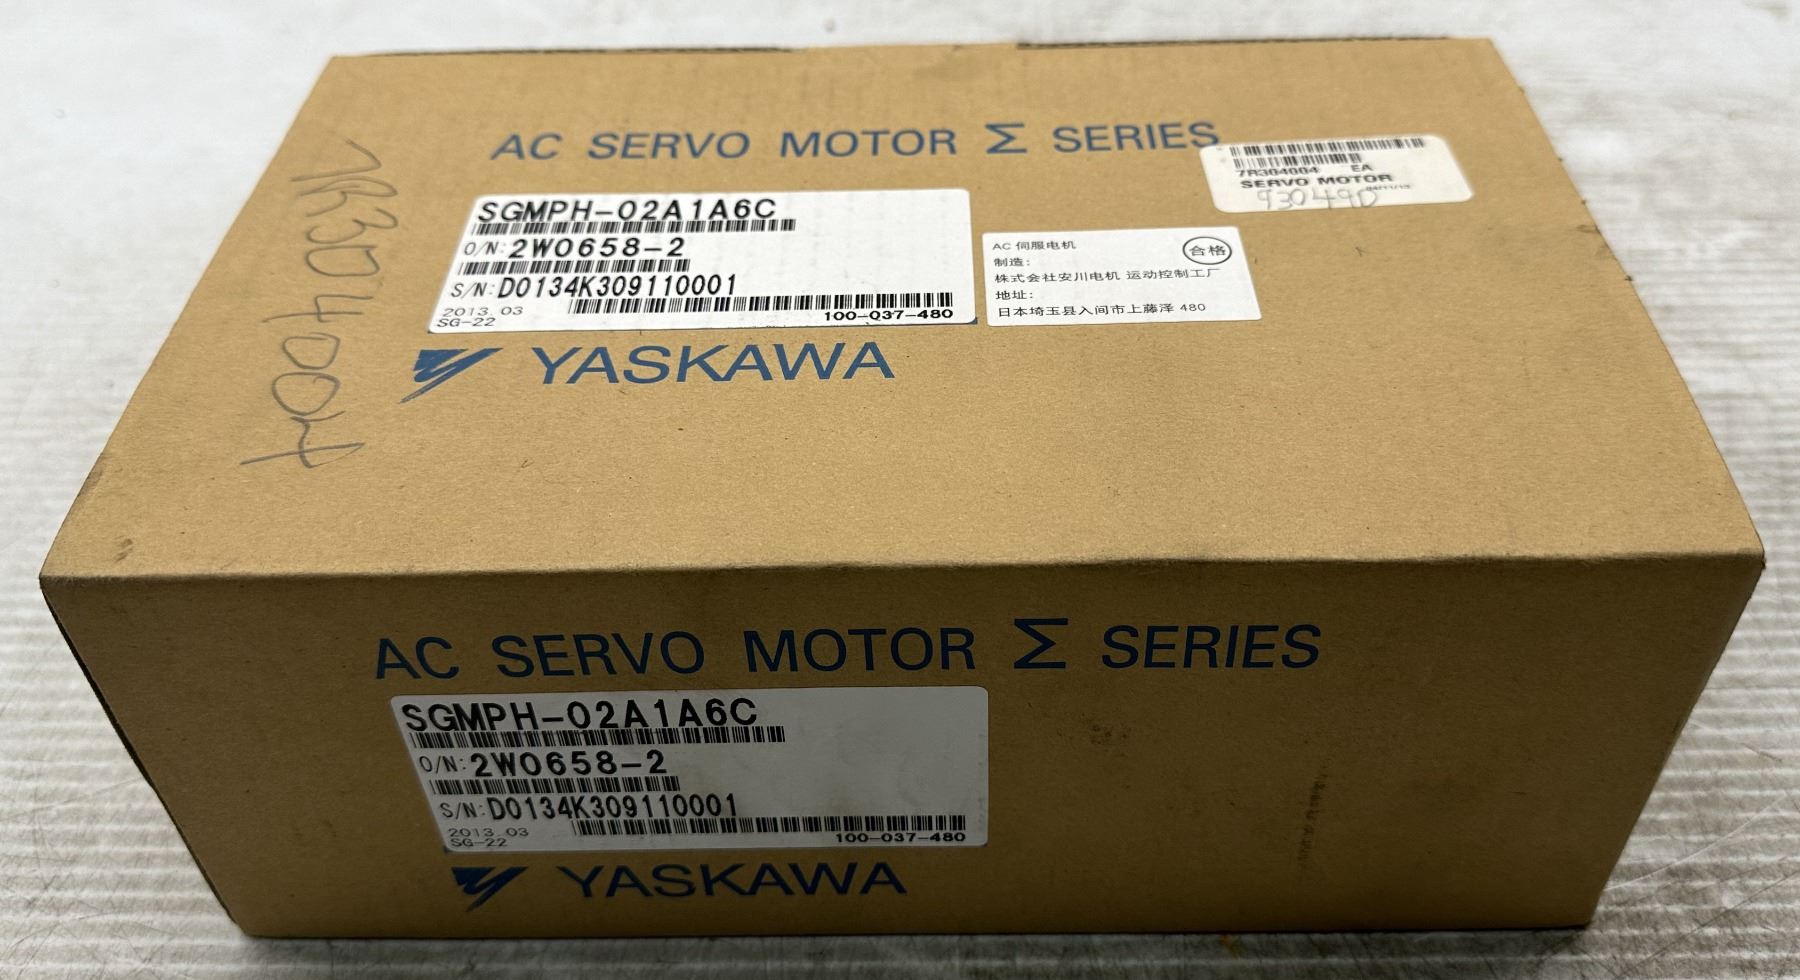 AC SERVO MOTOR Σ SERIES
7R304004 EA
SERVO MOTOR
93049D
SGMPH-02A1A6C
O/N: 2W0658-2
S/N: D0134K309110001
2013.03
SG-22
100-037-480
AC 伺服电机
合格
制造:
株式会社安川电机 运动控制工厂
地址:
日本埼玉县入间市上藤泽 480
YASKAWA
AC SERVO MOTOR Σ SERIES
SGMPH-02A1A6C
O/N: 2W0658-2
S/N: D0134K309110001
2013.03
SG-22
100-037-480
YASKAWA